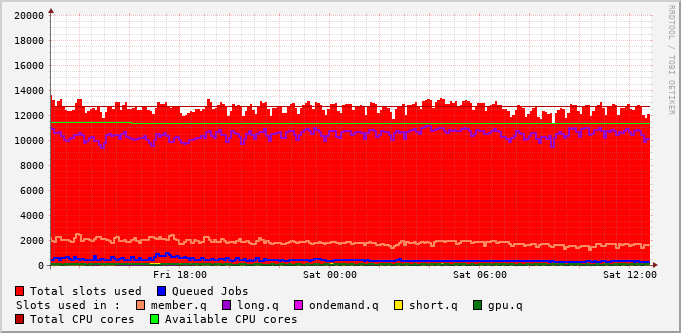 20000
18000
16000
14000
12000
10000
8000
6000
4000
2000
0
Fri 18:00 Sat 00:00 Sat 06:00 Sat 12:00
Total slots used Queued Jobs
Slots used in : member.q long.q ondemand.q short.q gpu.q
Total CPU cores Available CPU cores
RRDTOOL / TOBI OETIKER